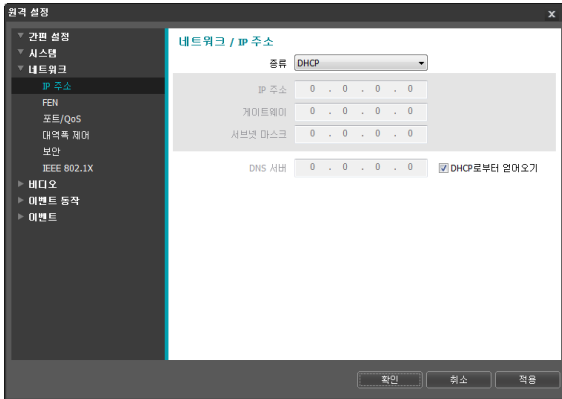 원격 설정
x
간편 설정
시스템
네트워크
IP 주소
FEN
포트/QoS
대역폭 제어
보안
IEEE 802.1X
비디오
이벤트 동작
이벤트
네트워크 / IP 주소
종류 DHCP
IP 주소 0 . 0 . 0 . 0
게이트웨이 0 . 0 . 0 . 0
서브넷 마스크 0 . 0 . 0 . 0
DNS 서버 0 . 0 . 0 . 0 DHCP로부터 얻어오기
확인 취소 적용